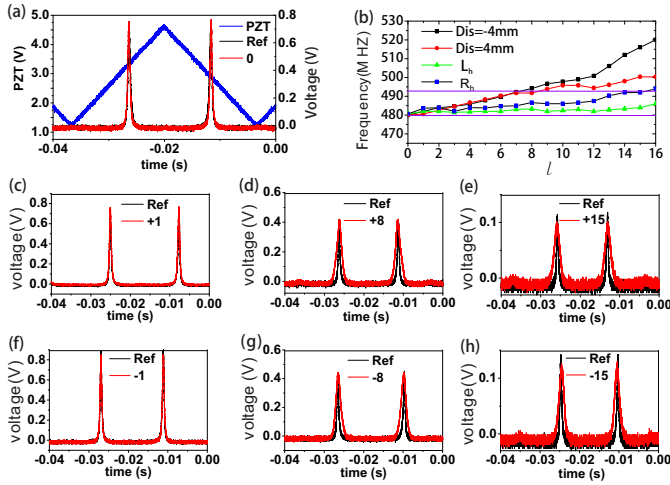 (a)
5.0
4.0
3.0
2.0
1.0
PZT (V)
PZT
Ref
0
0.8
0.6
0.4
0.2
0.0
Voltage(V)
-0.04 -0.02 0.00
time (s)
(b)
520
510
500
490
480
470
Frequency(M HZ)
Dis=-4mm
Dis=4mm
Lh
Rh
0 2 4 6 8 10 12 14 16
l
(c)
0.8
0.6
0.4
0.2
0.0
voltage(V)
Ref
+1
-0.04 -0.03 -0.02 -0.01 0.00
time (s)
(d)
0.6
0.4
0.2
0.0
voltage(V)
Ref
+8
-0.04 -0.03 -0.02 -0.01 0.00
time (s)
(e)
0.1
0.0
voltage(V)
Ref
+15
-0.04 -0.03 -0.02 -0.01 0.00
time (s)
(f)
0.8
0.6
0.4
0.2
0.0
voltage(V)
Ref
-1
-0.04 -0.03 -0.02 -0.01 0.00
time (s)
(g)
0.6
0.4
0.2
0.0
voltage(V)
Ref
-8
-0.04 -0.03 -0.02 -0.01 0.00
time (s)
(h)
0.1
0.0
voltage(V)
Ref
-15
-0.04 -0.03 -0.02 -0.01 0.00
time (s)